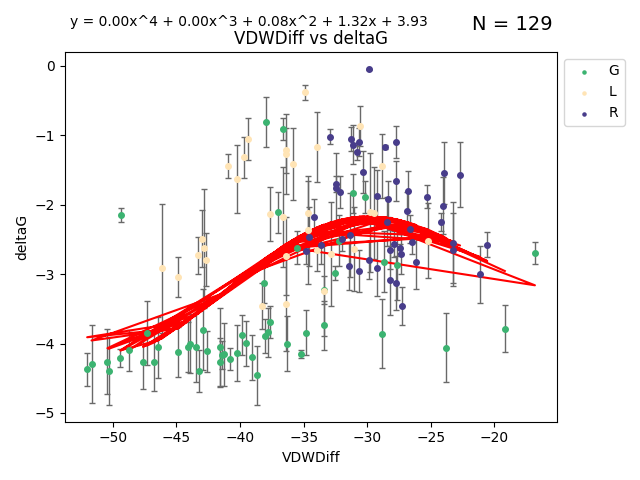 y = 0.00x^4 + 0.00x^3 + 0.08x^2 + 1.32x + 3.93
N = 129
VDWDiff vs deltaG
G
L
R
deltaG
0
−1
−2
−3
−4
−5
−50
−45
−40
−35
−30
−25
−20
VDWDiff